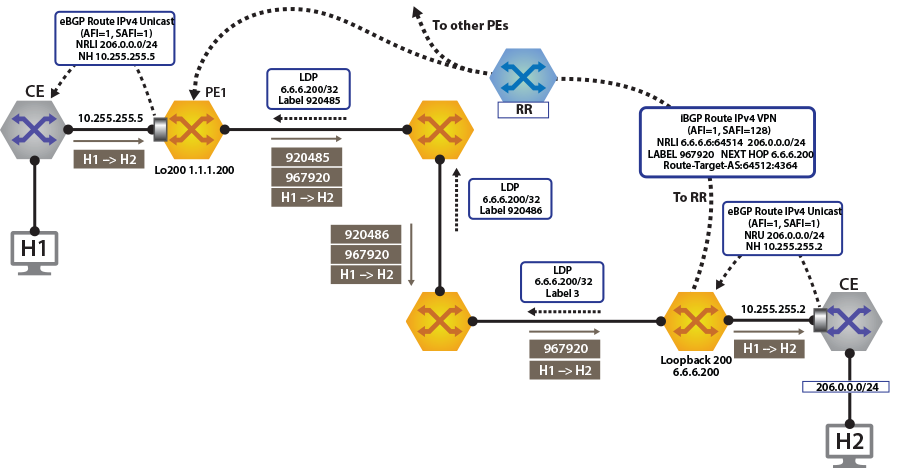 To other PEs
eBGP Route IPv4 Unicast
(AFI=1, SAFI=1)
NRLI 206.0.0.0/24
NH 10.255.255.5
CE
PE1
LDP
6.6.6.200/32
Label 920485
RR
10.255.255.5
H1 –> H2
Lo200 1.1.1.200
920485
967920
H1 –> H2
iBGP Route IPv4 VPN
(AFI=1, SAFI=128)
NRLI 6.6.6.6:64514 206.0.0.0/24
LABEL 967920 NEXT HOP 6.6.6.200
Route-Target-AS:64512:4364
LDP
6.6.6.200/32
Label 920486
To RR
eBGP Route IPv4 Unicast
(AFI=1, SAFI=1)
NRU 206.0.0.0/24
NH 10.255.255.2
H1
920486
967920
H1 –> H2
LDP
6.6.6.200/32
Label 3
CE
10.255.255.2
967920
H1 –> H2
Loopback 200
6.6.6.200
H1 –> H2
206.0.0.0/24
H2